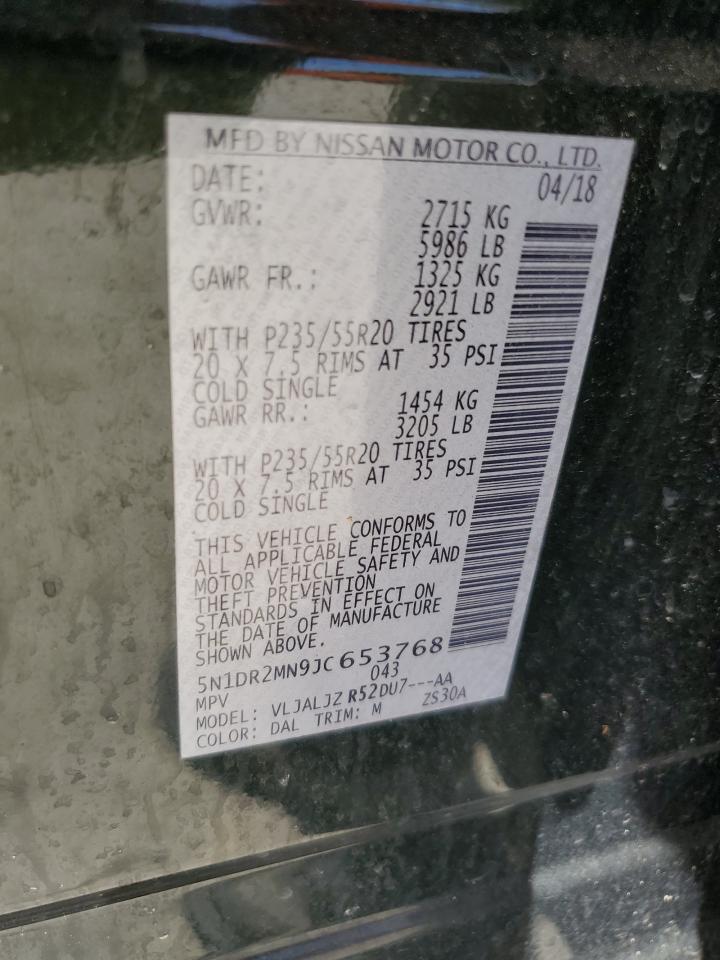 MFD BY NISSAN MOTOR CO., LTD.
DATE: 04/18
GVWR: 2715 KG
5986 LB
GAWR FR.: 1325 KG
2921 LB
WITH P235/55R20 TIRES
20 X 7.5 RIMS AT 35 PSI
COLD SINGLE
GAWR RR.: 1454 KG
3205 LB
WITH P235/55R20 TIRES
20 X 7.5 RIMS AT 35 PSI
COLD SINGLE
THIS VEHICLE CONFORMS TO
ALL APPLICABLE FEDERAL
MOTOR VEHICLE SAFETY AND
THEFT PREVENTION
STANDARDS IN EFFECT ON
THE DATE OF MANUFACTURE
SHOWN ABOVE.
5N1DR2MN9JC653768
MPV 043
MODEL: VLJALJZ R52DU7---AA
COLOR: DAL TRIM: M ZS30A